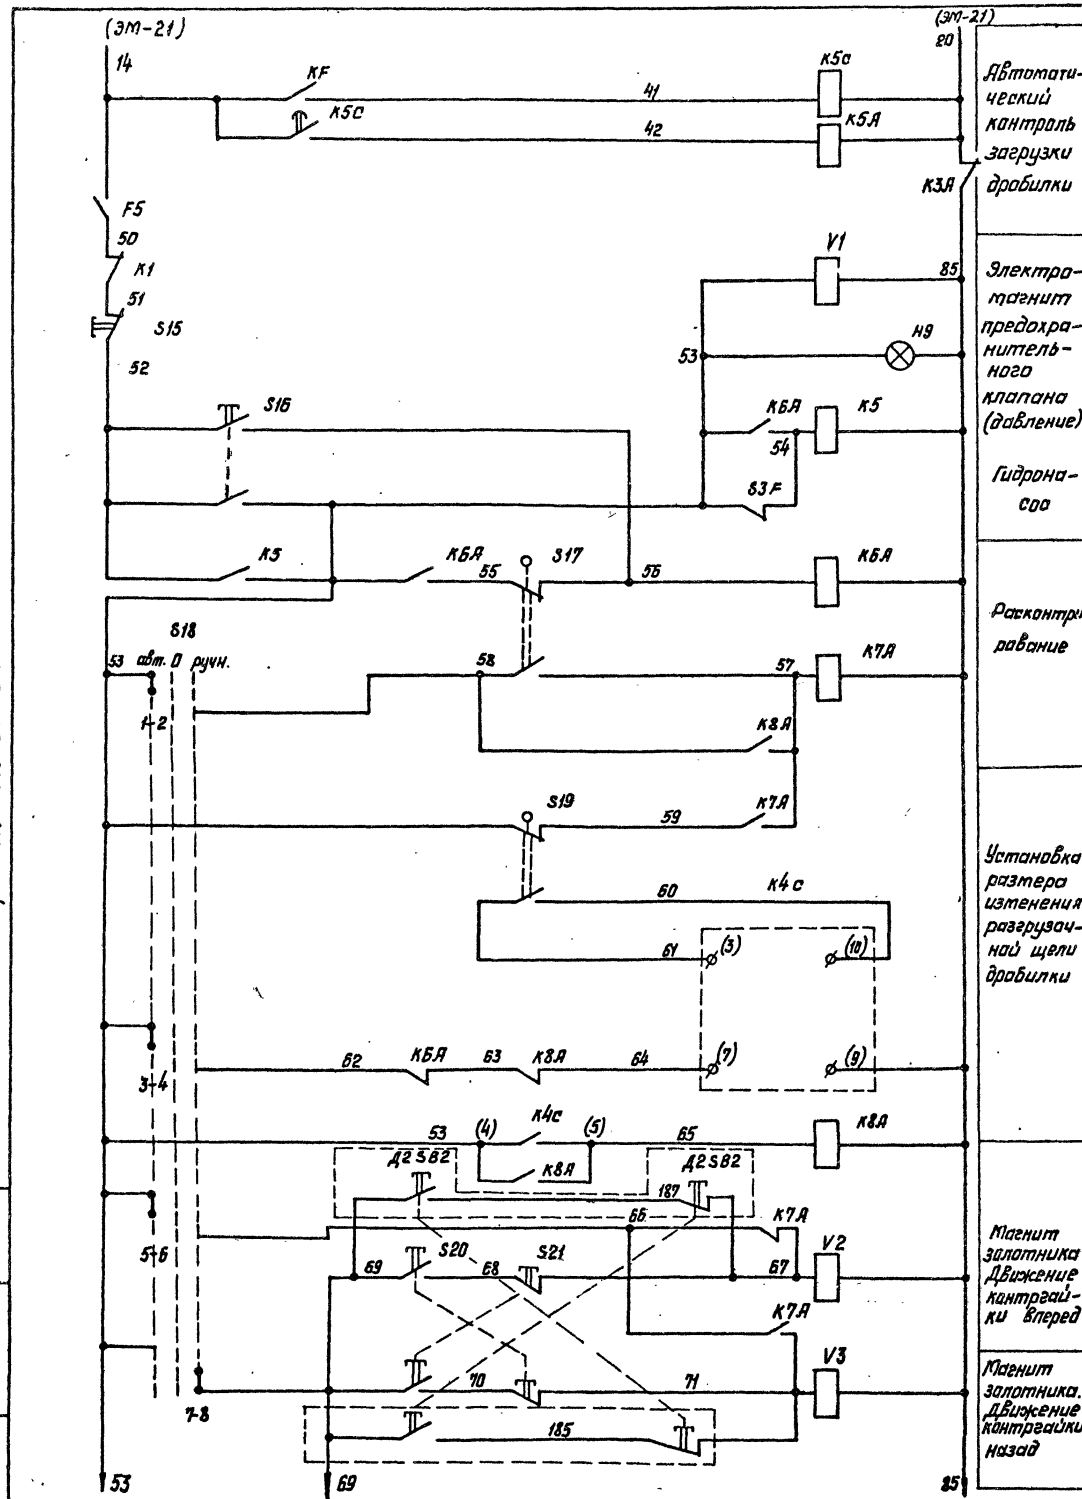 (ЭМ-21)
(ЭМ-21)
14
20
KF
41
K5C
K5C
42
K5A
Автомати-
ческий
контроль
загрузки
дробилки
K3A
F5
50
K1
51
S15
52
V1
85
53
H9
S16
K6A
K5
54
S3F
Электро-
магнит
предохра-
нитель-
ного
клапана
(давление)
Гидрона-
сос
K5
K6A
55
S17
56
K6A
S18
53
авт. 0 ручн.
58
57
K7A
1-2
K8A
Расконтри
рование
S19
59
K7A
60
K4C
61
(3)
(10)
Установка
размера
изменения
разгрузоч-
ной щели
дробилки
62
K6A
63
K8A
64
(7)
(9)
3-4
53
(4)
K4C
(5)
65
K8A
K8A
Д2 SB2
Д2 SB2
187
66
K7A
5-6
69
S20
68
S21
67
V2
K7A
Магнит
золотника
Движение
контргай-
ки вперед
70
71
V3
7-8
185
Магнит
золотника.
Движение
контргайки
назад
53
69
85